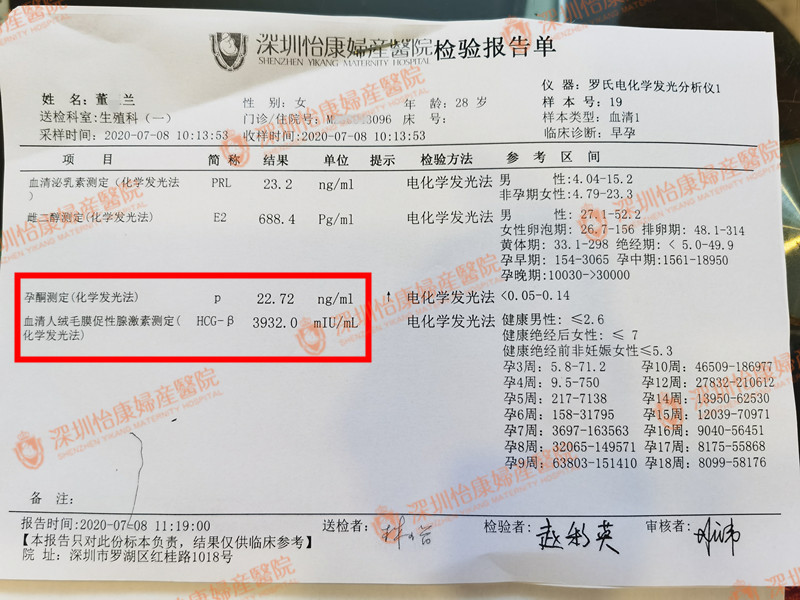 深圳怡康婦産醫院检验报告单
SHENZHEN YIKANG MATERNITY HOSPITAL
仪 器: 罗氏电化学发光分析仪1
姓 名: 董 兰 性 别: 女 年 龄: 28 岁 样 本 号: 19
送检科室:生殖科(一) 门诊/住院号: 3096 床 号: 样本类型: 血清1
采样时间: 2020-07-08 10:13:53 收样时间: 2020-07-08 10:13:53 临床诊断: 早孕
项 目 简 称 结果 单位 提示 检验方法 参 考 区 间
血清泌乳素测定(化学发光法) PRL 23.2 ng/ml 电化学发光法 男 性:4.04-15.2
非孕期女性:4.79-23.3
雌二醇测定(化学发光法) E2 688.4 Pg/ml 电化学发光法 男 性: 27.1-52.2
女性卵泡期: 26.7-156 排卵期: 48.1-314
黄体期: 33.1-298 绝经期: < 5.0-49.9
孕早期: 154-3065 孕中期:1561-18950
孕晚期:10030->30000
孕酮测定(化学发光法) p 22.72 ng/ml ↑ 电化学发光法 <0.05-0.14
血清人绒毛膜促性腺激素测定( HCG-β 3932.0 mIU/mL 电化学发光法 健康男性: ≤2.6
化学发光法) 健康绝经后女性: ≤ 7
健康绝经前非妊娠女性≤5.3
孕3周: 5.8-71.2 孕10周: 46509-186977
孕4周: 9.5-750 孕12周: 27832-210612
孕5周: 217-7138 孕14周: 13950-62530
孕6周: 158-31795 孕15周: 12039-70971
孕7周: 3697-163563 孕16周: 9040-56451
孕8周: 32065-149571 孕17周: 8175-55868
孕9周: 63803-151410 孕18周: 8099-58176
备 注:
报告时间:2020-07-08 11:19:00 送检者: 检验者: 赵彩英 审核者:
【本报告只对此份标本负责, 结果仅供临床参考】
院 址: 深圳市罗湖区红桂路1018号